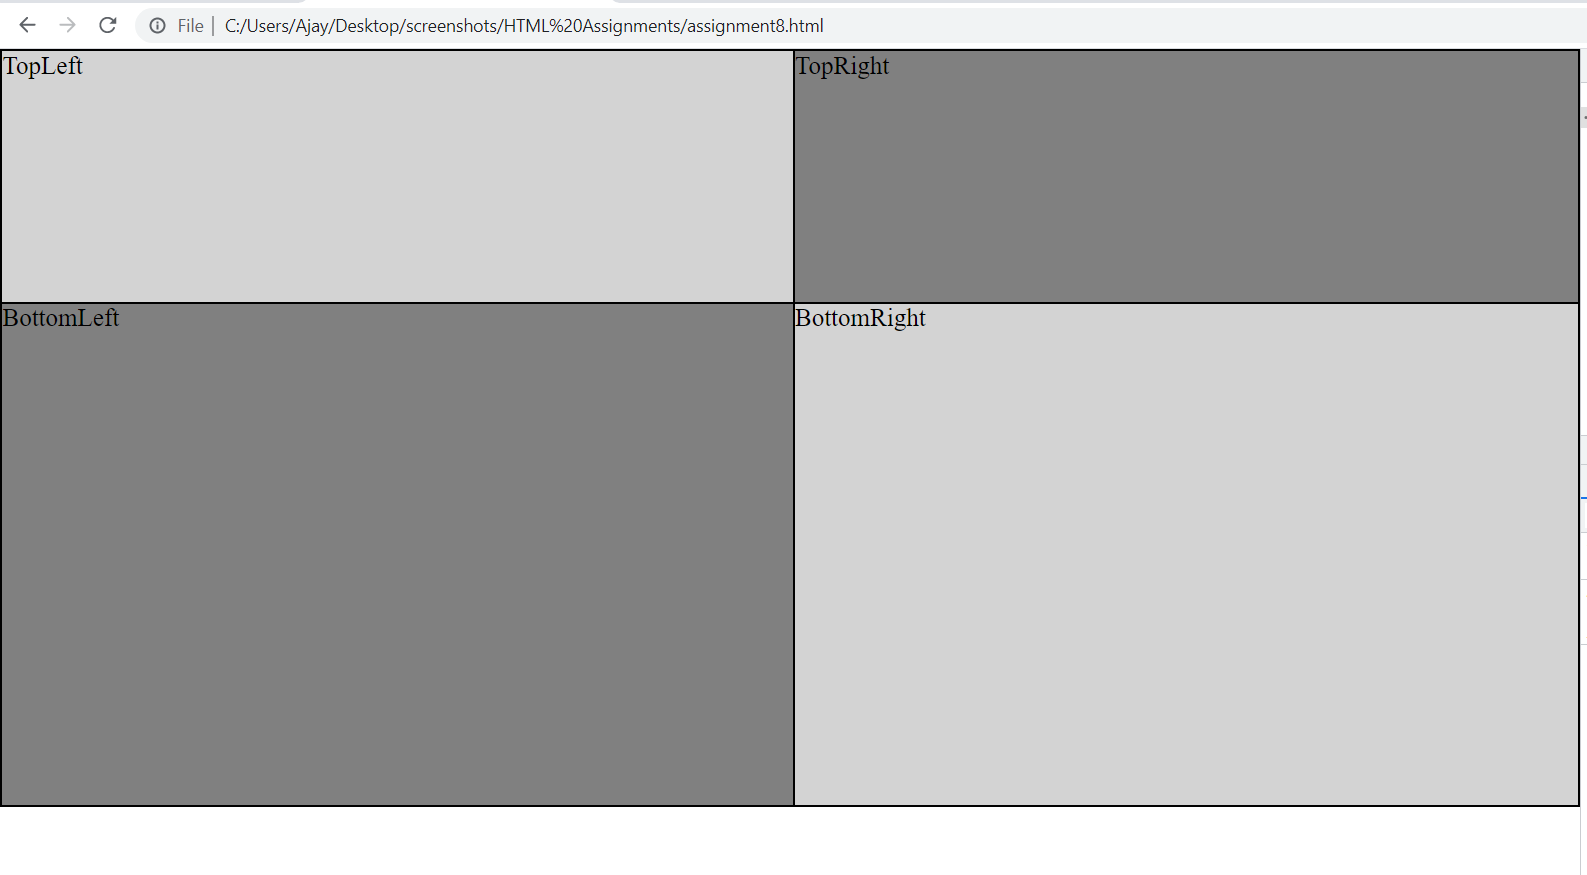 File | C:/Users/Ajay/Desktop/screenshots/HTML%20Assignments/assignment8.html
TopLeft
TopRight
BottomLeft
BottomRight